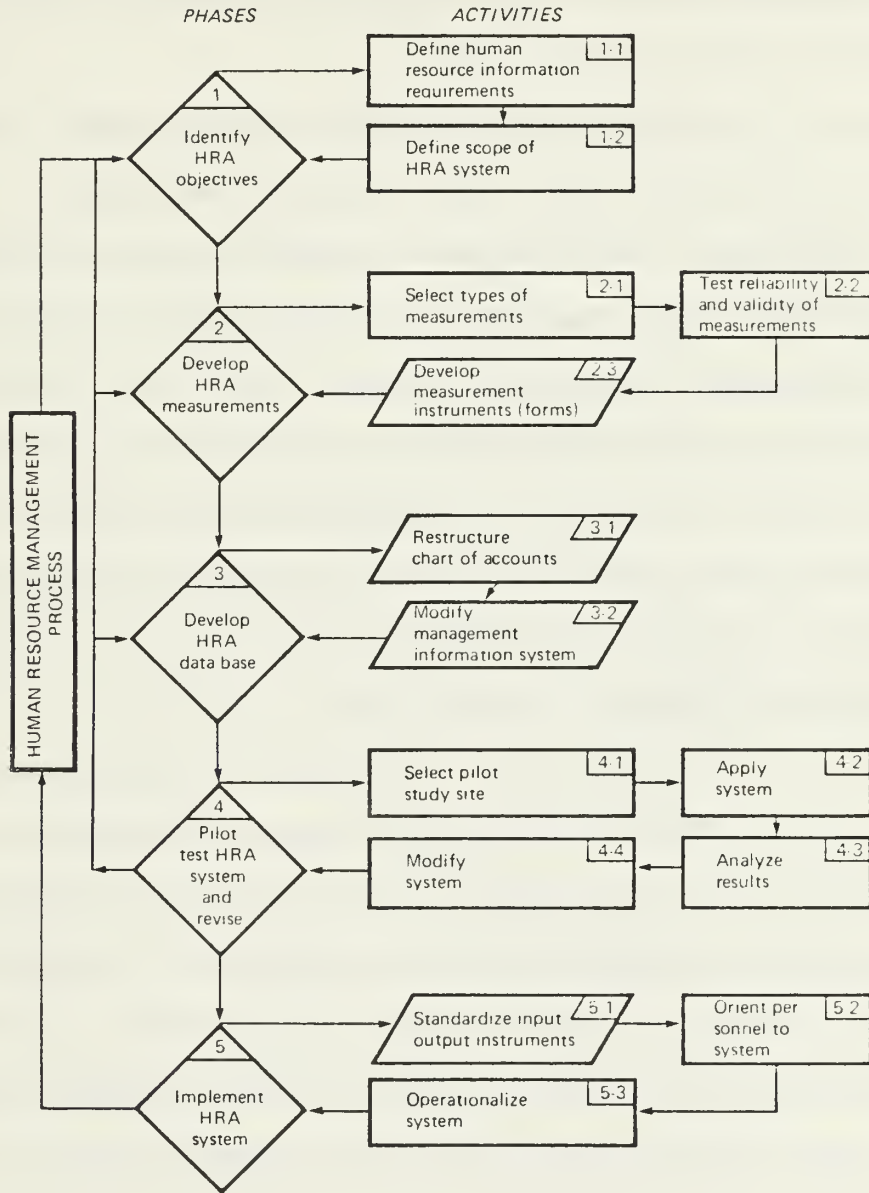 PHASES
ACTIVITIES
1
Identify
HRA
objectives
Define human
resource information
requirements
1·1
Define scope of
HRA system
1·2
2
Develop
HRA
measurements
Select types of
measurements
2·1
Test reliability
and validity of
measurements
2·2
Develop
measurement
instruments (forms)
2·3
HUMAN RESOURCE MANAGEMENT
PROCESS
3
Develop
HRA
data base
Restructure
chart of accounts
3·1
Modify
management
information system
3·2
4
Pilot
test HRA
system
and
revise
Select pilot
study site
4·1
Apply
system
4·2
Analyze
results
4·3
Modify
system
4·4
5
Implement
HRA
system
Standardize input
output instruments
5·1
Orient per
sonnel to
system
5·2
Operationalize
system
5·3